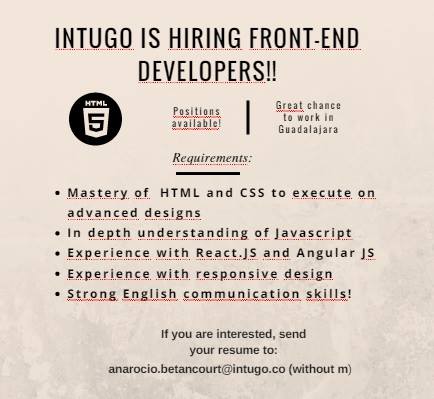 INTUGO IS HIRING FRONT-END
DEVELOPERS!!
HTML
5
Positions
available!
Great chance
to work in
Guadalajara
Requirements:
• Mastery of HTML and CSS to execute on
advanced designs
• In depth understanding of Javascript
• Experience with React.JS and Angular JS
• Experience with responsive design
• Strong English communication skills!
If you are interested, send
your resume to:
anarocio.betancourt@intugo.co (without m)